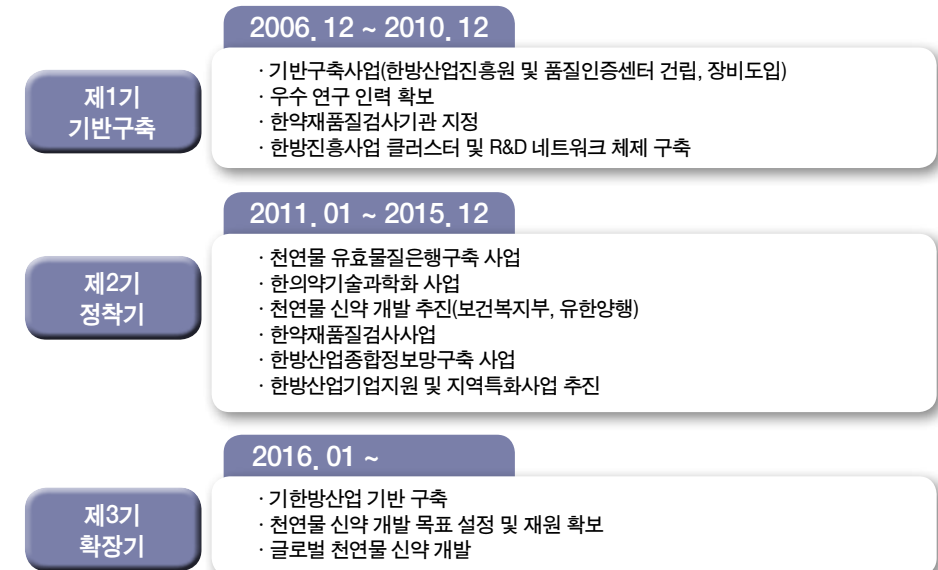 2006. 12 ~ 2010. 12
제1기
기반구축
· 기반구축사업(한방산업진흥원 및 품질인증센터 건립, 장비도입)
· 우수 연구 인력 확보
· 한약재품질검사기관 지정
· 한방진흥사업 클러스터 및 R&D 네트워크 체제 구축
2011. 01 ~ 2015. 12
제2기
정착기
· 천연물 유효물질은행구축 사업
· 한의약기술과학화 사업
· 천연물 신약 개발 추진(보건복지부, 유한양행)
· 한약재품질검사사업
· 한방산업종합정보망구축 사업
· 한방산업기업지원 및 지역특화사업 추진
2016. 01 ~
제3기
확장기
· 기한방산업 기반 구축
· 천연물 신약 개발 목표 설정 및 재원 확보
· 글로벌 천연물 신약 개발